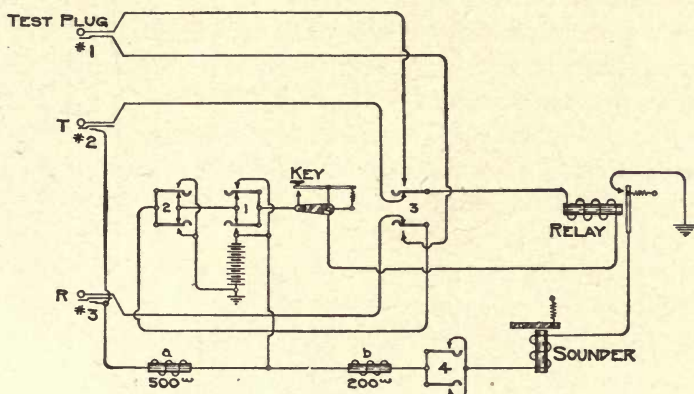 TEST PLUG
#1
T
#2
KEY
2
1
3
RELAY
R
#3
a
500ω
b
200ω
4
SOUNDER